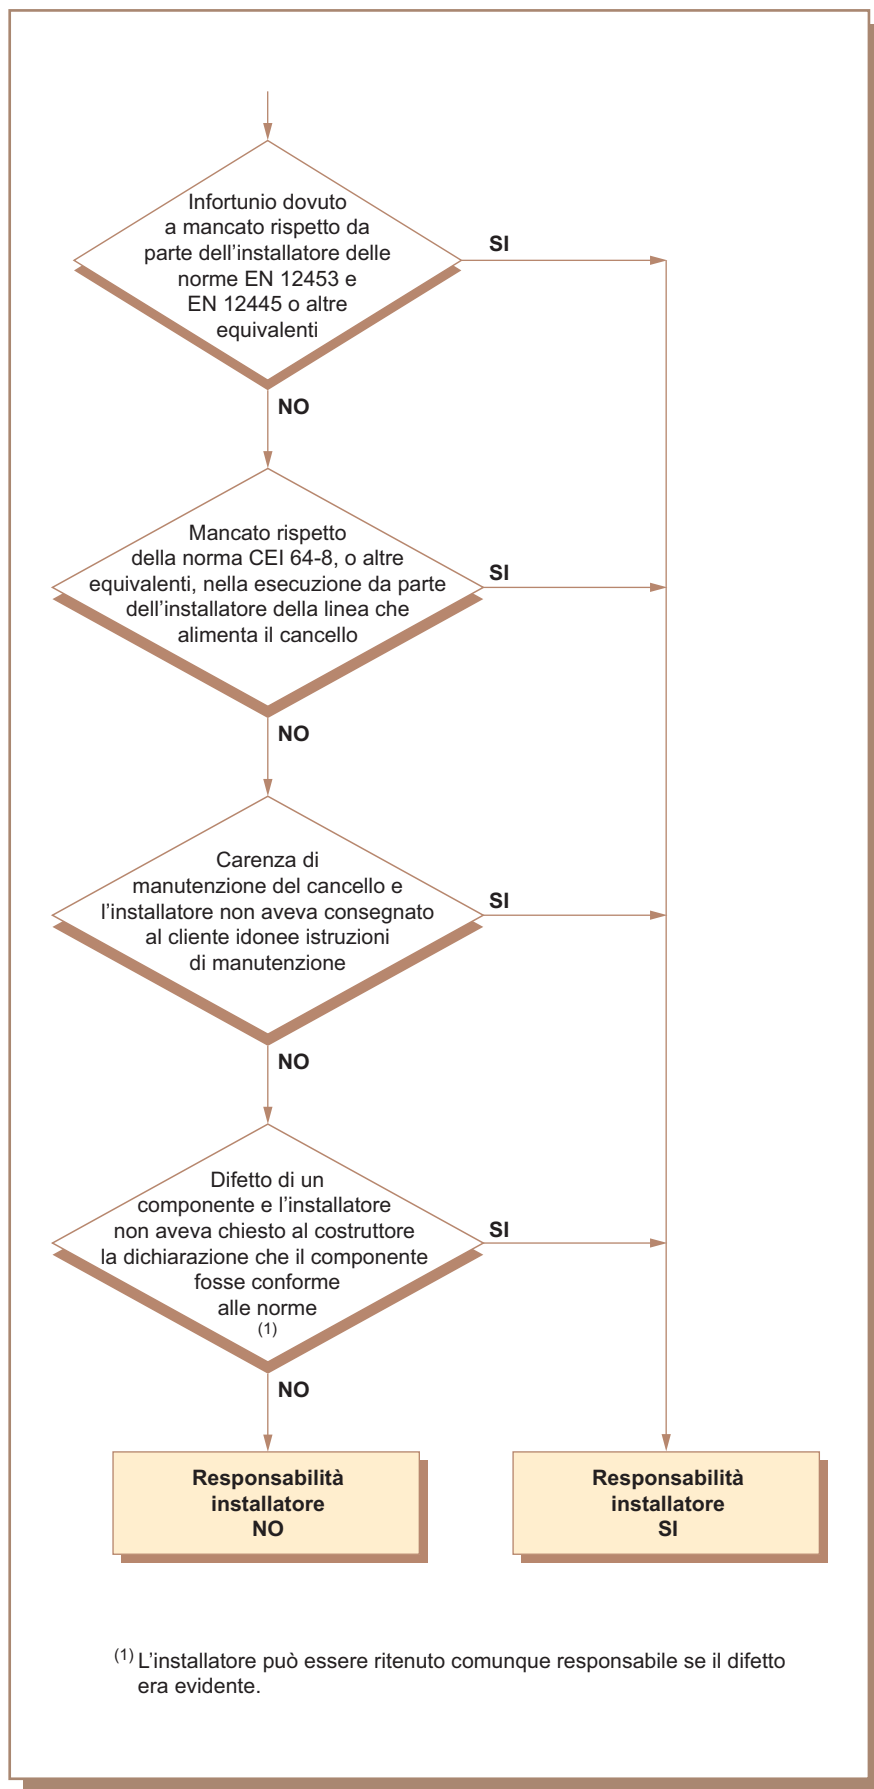 Infortunio dovuto
a mancato rispetto da
parte dell'installatore delle
norme EN 12453 e
EN 12445 o altre
equivalenti
SI
NO
Mancato rispetto
della norma CEI 64-8, o altre
equivalenti, nella esecuzione da parte
dell'installatore della linea che
alimenta il cancello
SI
NO
Carenza di
manutenzione del cancello e
l'installatore non aveva consegnato
al cliente idonee istruzioni
di manutenzione
SI
NO
Difetto di un
componente e l'installatore
non aveva chiesto al costruttore
la dichiarazione che il componente
fosse conforme
alle norme
(1)
SI
NO
Responsabilità
installatore
NO
Responsabilità
installatore
SI
(1) L'installatore può essere ritenuto comunque responsabile se il difetto
era evidente.